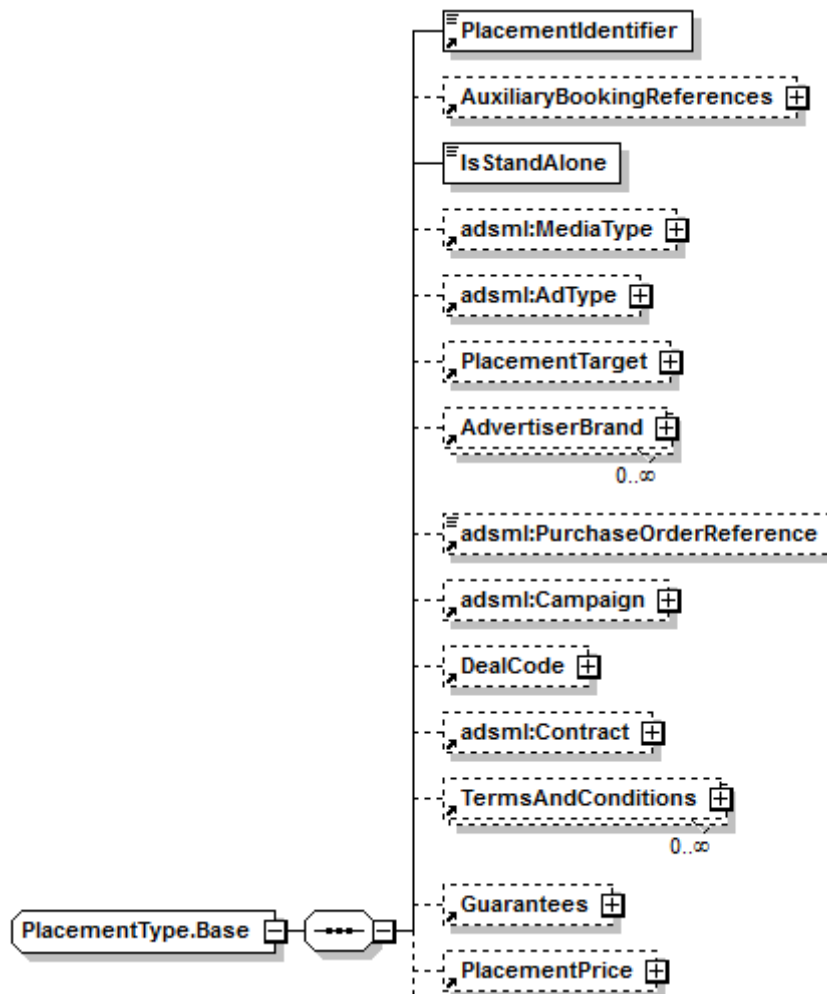 PlacementIdentifier
AuxiliaryBookingReferences
IsStandAlone
adsml:MediaType
adsml:AdType
PlacementTarget
AdvertiserBrand
0..∞
adsml:PurchaseOrderReference
adsml:Campaign
DealCode
adsml:Contract
TermsAndConditions
0..∞
PlacementType.Base
Guarantees
PlacementPrice